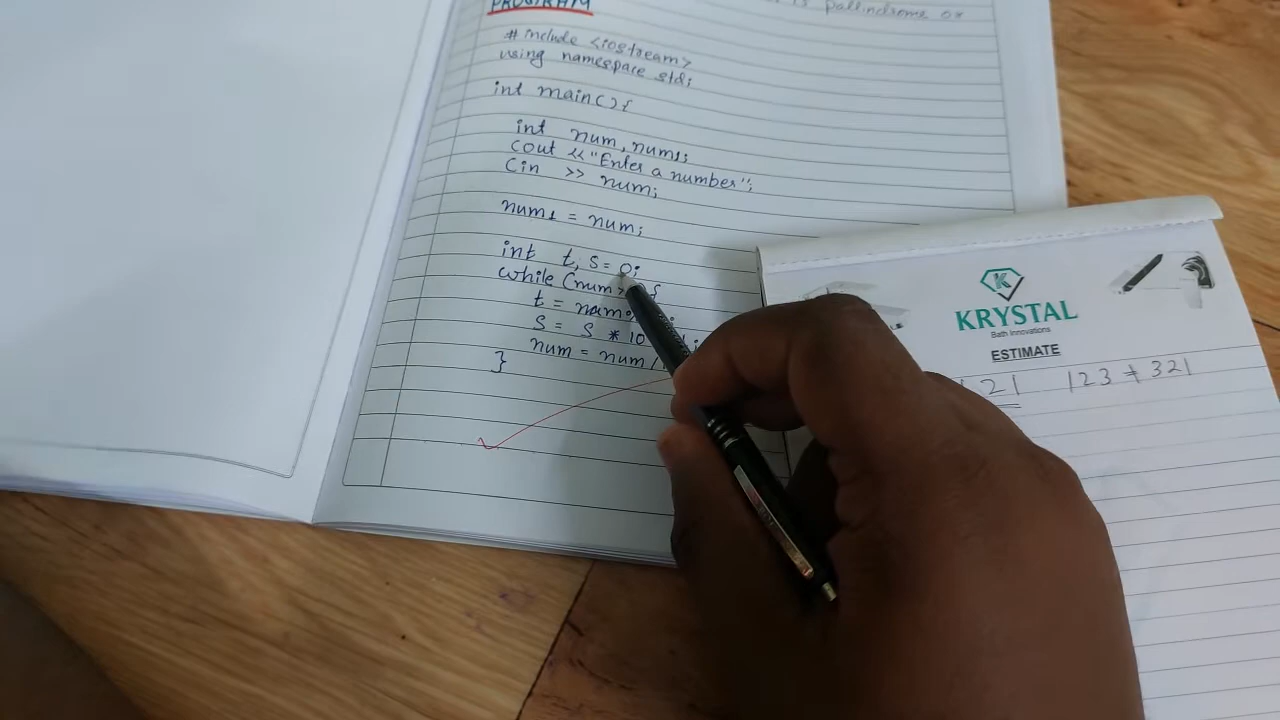 PROGRAM
is pallindrome or
# include <iostream>
using namespace std;
int main(){
int num, num1;
cout << "Enter a number";
cin >> num;
num1 = num;
int t, s = 0;
while (num >
t = num
s = s * 10
num = num /
}
KRYSTAL
Bath Innovations
ESTIMATE
121 123 ≠ 321